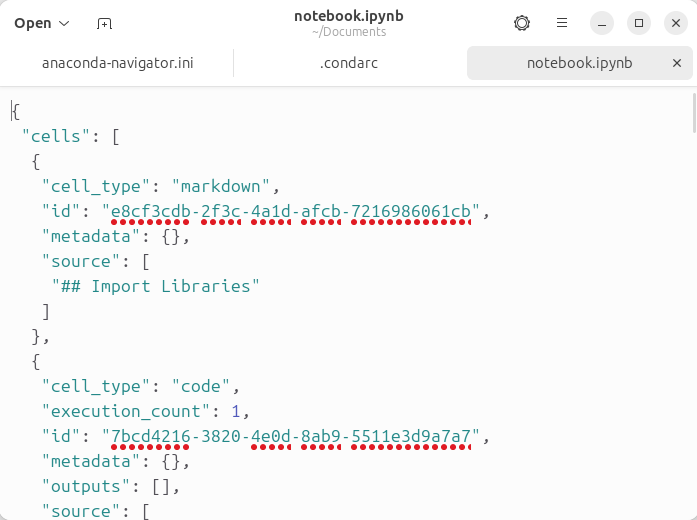 Open
notebook.ipynb
~/Documents
anaconda-navigator.ini
.condarc
notebook.ipynb
{
"cells": [
{
"cell_type": "markdown",
"id": "e8cf3cdb-2f3c-4a1d-afcb-7216986061cb",
"metadata": {},
"source": [
"## Import Libraries"
]
},
{
"cell_type": "code",
"execution_count": 1,
"id": "7bcd4216-3820-4e0d-8ab9-5511e3d9a7a7",
"metadata": {},
"outputs": [],
"source": [